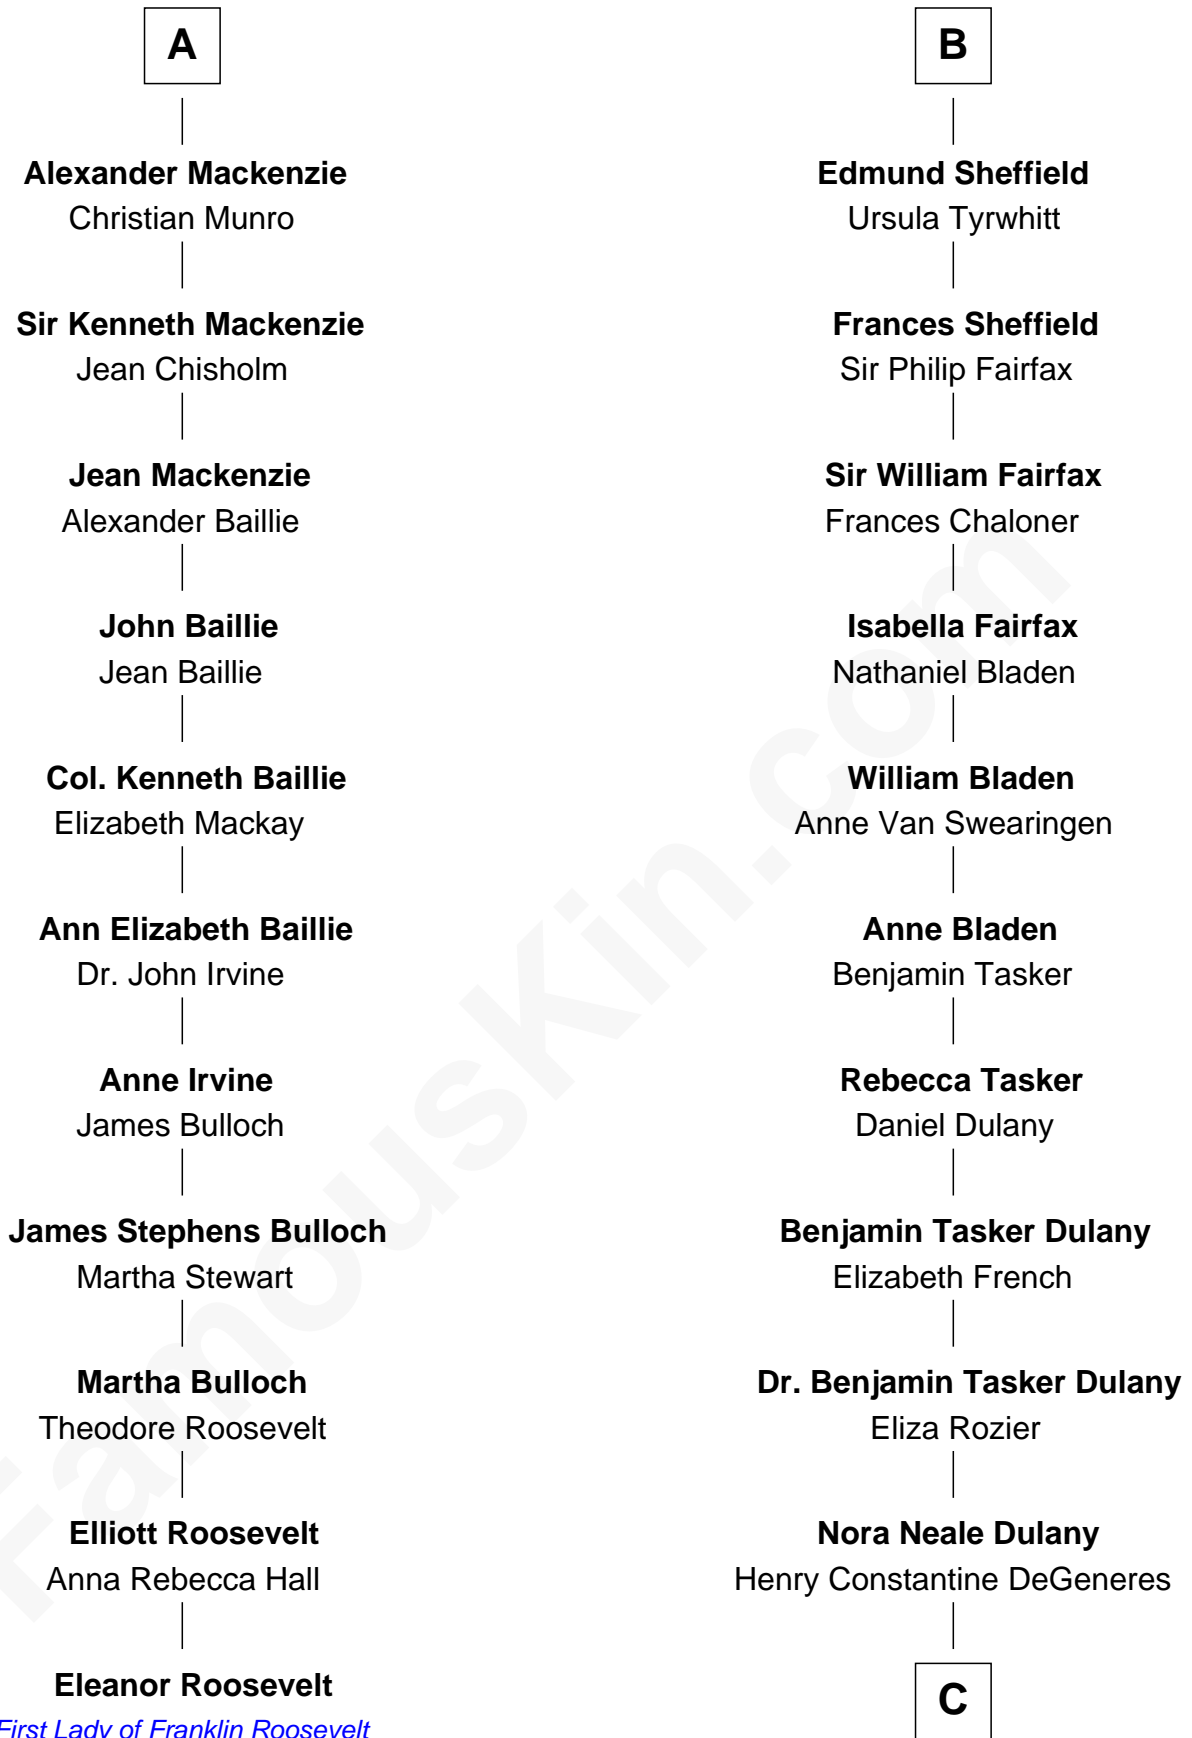 A
Alexander Mackenzie
Christian Munro
Sir Kenneth Mackenzie
Jean Chisholm
Jean Mackenzie
Alexander Baillie
John Baillie
Jean Baillie
Col. Kenneth Baillie
Elizabeth Mackay
Ann Elizabeth Baillie
Dr. John Irvine
Anne Irvine
James Bulloch
James Stephens Bulloch
Martha Stewart
Martha Bulloch
Theodore Roosevelt
Elliott Roosevelt
Anna Rebecca Hall
Eleanor Roosevelt
First Lady of Franklin Roosevelt
B
Edmund Sheffield
Ursula Tyrwhitt
Frances Sheffield
Sir Philip Fairfax
Sir William Fairfax
Frances Chaloner
Isabella Fairfax
Nathaniel Bladen
William Bladen
Anne Van Swearingen
Anne Bladen
Benjamin Tasker
Rebecca Tasker
Daniel Dulany
Benjamin Tasker Dulany
Elizabeth French
Dr. Benjamin Tasker Dulany
Eliza Rozier
Nora Neale Dulany
Henry Constantine DeGeneres
C
FamousKin.com